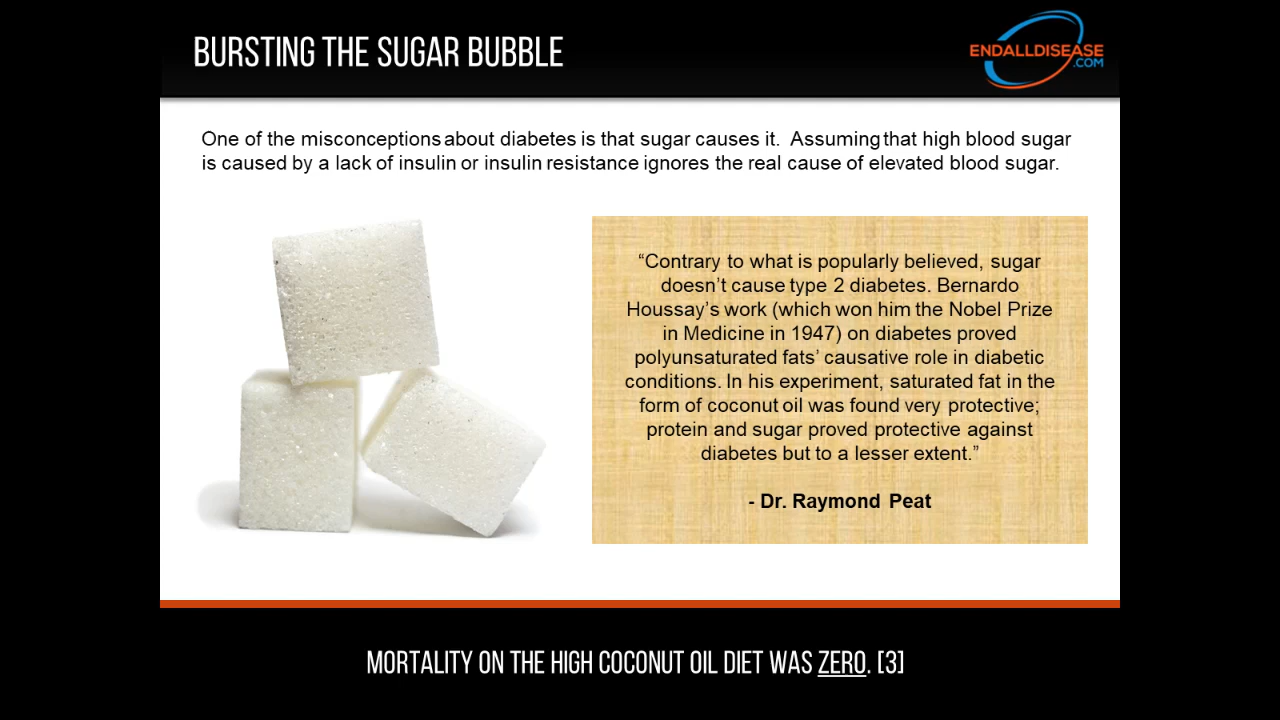 BURSTING THE SUGAR BUBBLE
ENDALLDISEASE
.COM
One of the misconceptions about diabetes is that sugar causes it.  Assuming that high blood sugar
is caused by a lack of insulin or insulin resistance ignores the real cause of elevated blood sugar.
“Contrary to what is popularly believed, sugar
doesn’t cause type 2 diabetes. Bernardo
Houssay’s work (which won him the Nobel Prize
in Medicine in 1947) on diabetes proved
polyunsaturated fats’ causative role in diabetic
conditions. In his experiment, saturated fat in the
form of coconut oil was found very protective;
protein and sugar proved protective against
diabetes but to a lesser extent.”
- Dr. Raymond Peat
MORTALITY ON THE HIGH COCONUT OIL DIET WAS ZERO. [3]